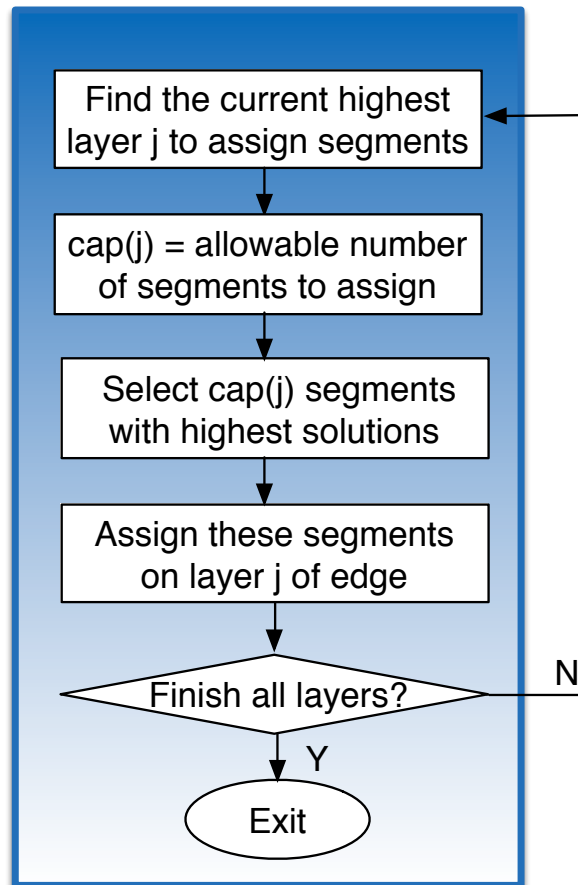 Find the current highest
layer j to assign segments
cap(j) = allowable number
of segments to assign
Select cap(j) segments
with highest solutions
Assign these segments
on layer j of edge
Finish all layers?
N
Y
Exit